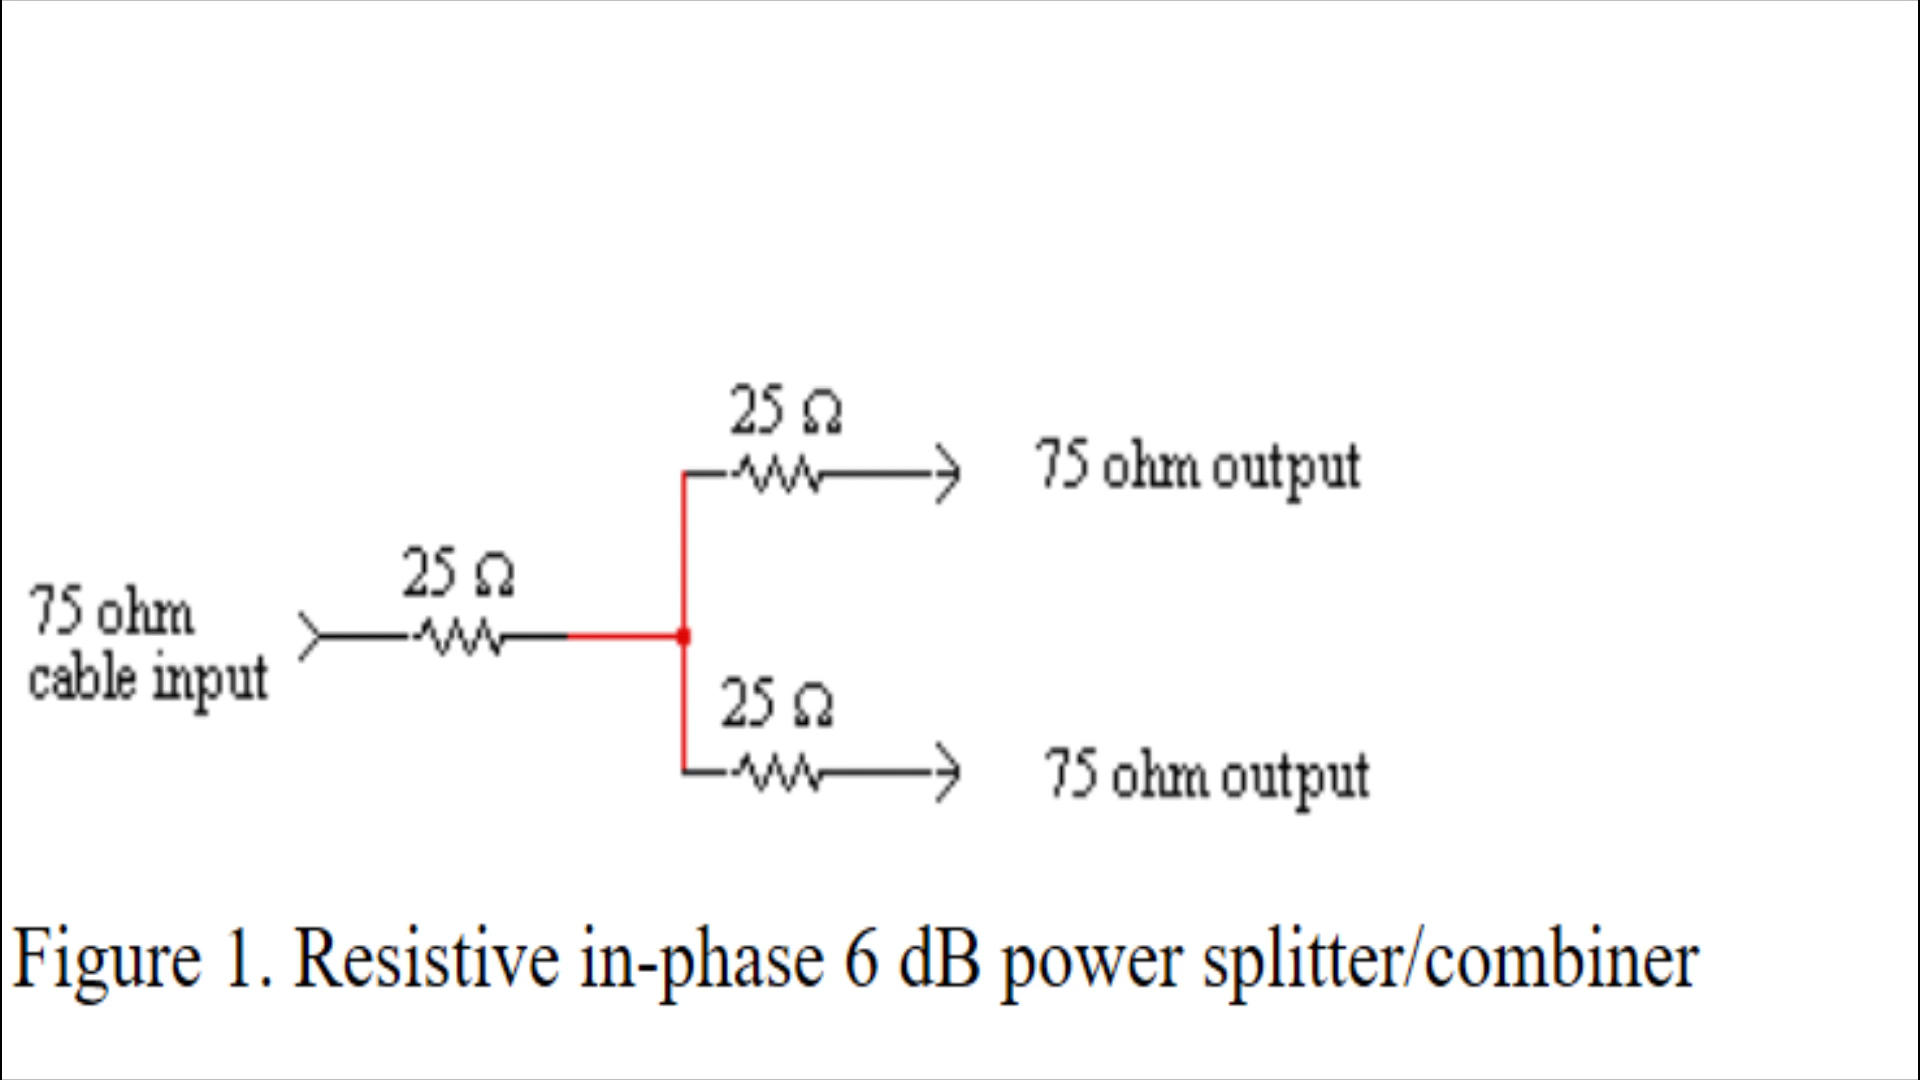 25 Ω
75 ohm output
25 Ω
75 ohm
cable input
25 Ω
75 ohm output
Figure 1. Resistive in-phase 6 dB power splitter/combiner